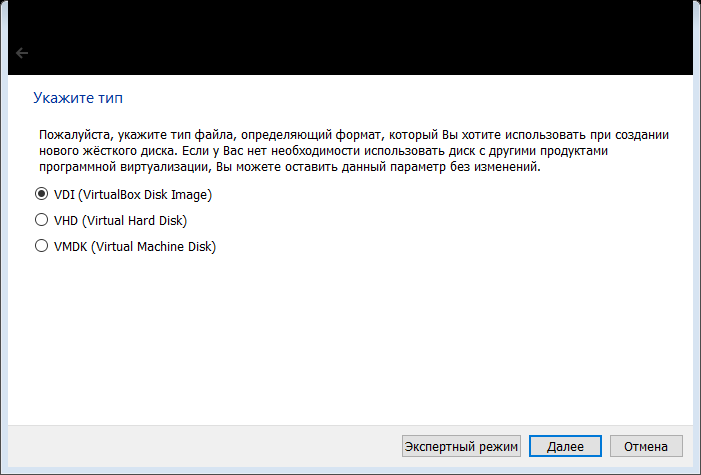 Укажите тип
Пожалуйста, укажите тип файла, определяющий формат, который Вы хотите использовать при создании
нового жёсткого диска. Если у Вас нет необходимости использовать диск с другими продуктами
программной виртуализации, Вы можете оставить данный параметр без изменений.
VDI (VirtualBox Disk Image)
VHD (Virtual Hard Disk)
VMDK (Virtual Machine Disk)
Экспертный режим Далее Отмена